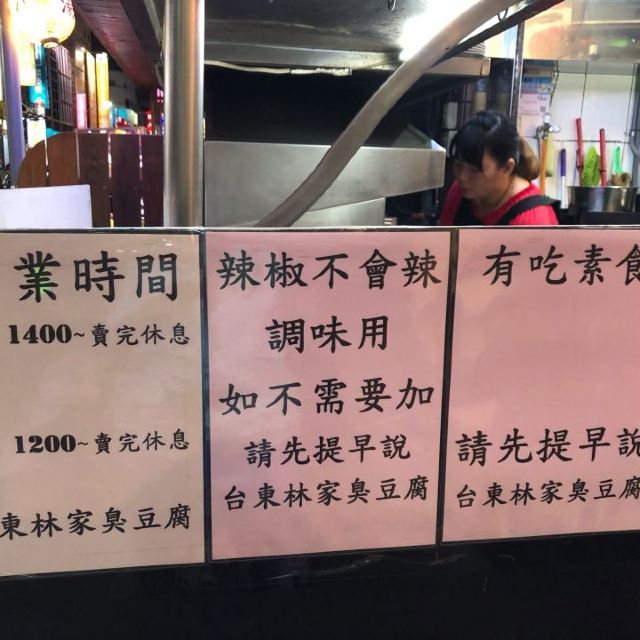 業時間
1400~賣完休息
1200~賣完休息
東林家臭豆腐
辣椒不會辣
調味用
如不需要加
請先提早說
台東林家臭豆腐
有吃素食
請先提早說
台東林家臭豆腐